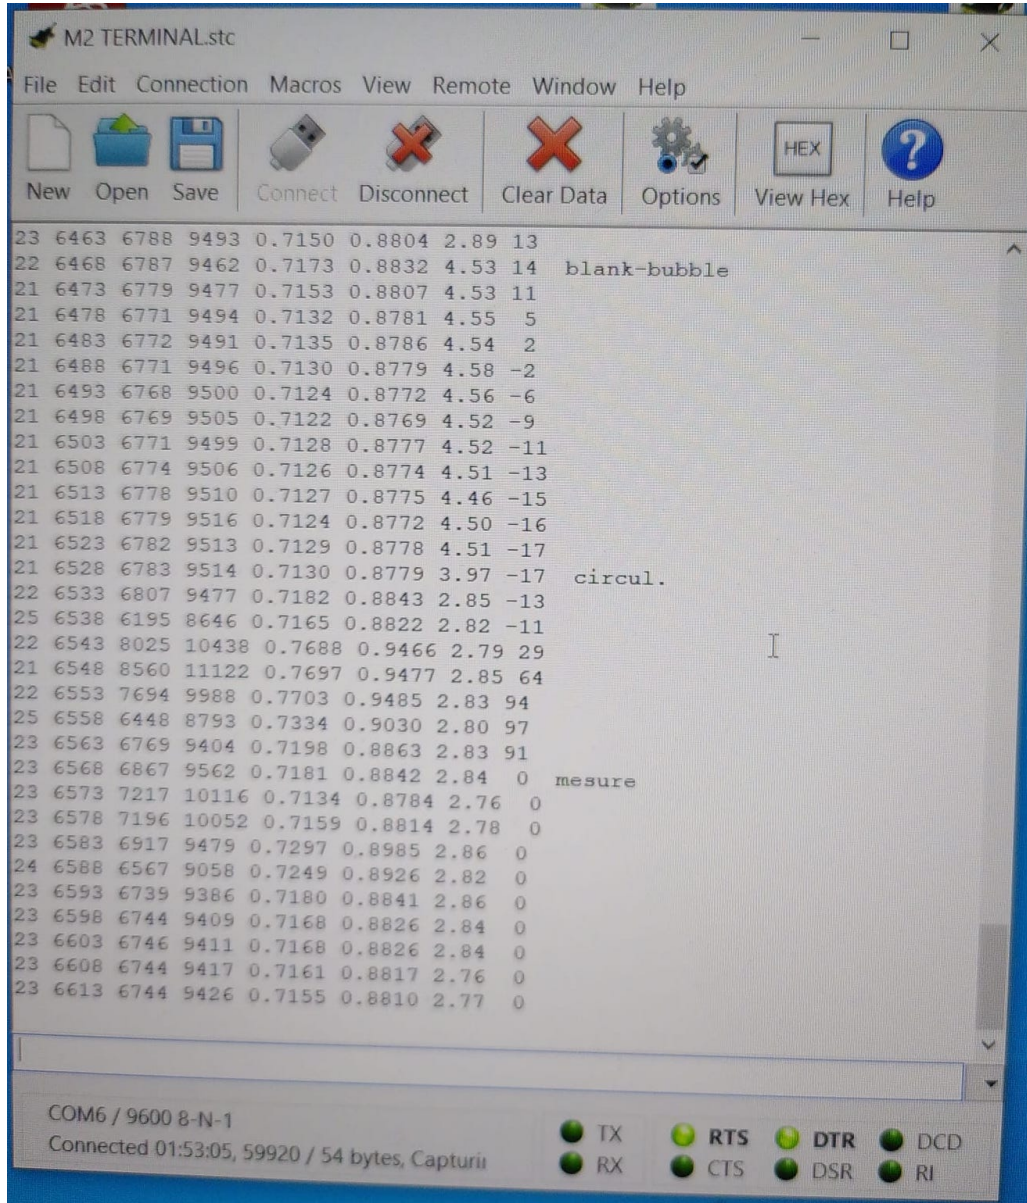 M2 TERMINAL.stc
File Edit Connection Macros View Remote Window Help
HEX
?
New Open Save Connect Disconnect Clear Data Options View Hex Help
23 6463 6788 9493 0.7150 0.8804 2.89 13
22 6468 6787 9462 0.7173 0.8832 4.53 14 blank-bubble
21 6473 6779 9477 0.7153 0.8807 4.53 11
21 6478 6771 9494 0.7132 0.8781 4.55 5
21 6483 6772 9491 0.7135 0.8786 4.54 2
21 6488 6771 9496 0.7130 0.8779 4.58 -2
21 6493 6768 9500 0.7124 0.8772 4.56 -6
21 6498 6769 9505 0.7122 0.8769 4.52 -9
21 6503 6771 9499 0.7128 0.8777 4.52 -11
21 6508 6774 9506 0.7126 0.8774 4.51 -13
21 6513 6778 9510 0.7127 0.8775 4.46 -15
21 6518 6779 9516 0.7124 0.8772 4.50 -16
21 6523 6782 9513 0.7129 0.8778 4.51 -17
21 6528 6783 9514 0.7130 0.8779 3.97 -17 circul.
22 6533 6807 9477 0.7182 0.8843 2.85 -13
25 6538 6195 8646 0.7165 0.8822 2.82 -11
22 6543 8025 10438 0.7688 0.9466 2.79 29
21 6548 8560 11122 0.7697 0.9477 2.85 64
22 6553 7694 9988 0.7703 0.9485 2.83 94
25 6558 6448 8793 0.7334 0.9030 2.80 97
23 6563 6769 9404 0.7198 0.8863 2.83 91
23 6568 6867 9562 0.7181 0.8842 2.84 0 mesure
23 6573 7217 10116 0.7134 0.8784 2.76 0
23 6578 7196 10052 0.7159 0.8814 2.78 0
23 6583 6917 9479 0.7297 0.8985 2.86 0
24 6588 6567 9058 0.7249 0.8926 2.82 0
23 6593 6739 9386 0.7180 0.8841 2.86 0
23 6598 6744 9409 0.7168 0.8826 2.84 0
23 6603 6746 9411 0.7168 0.8826 2.84 0
23 6608 6744 9417 0.7161 0.8817 2.76 0
23 6613 6744 9426 0.7155 0.8810 2.77 0
COM6 / 9600 8-N-1
Connected 01:53:05, 59920 / 54 bytes, Capturii
TX RTS DTR DCD
RX CTS DSR RI